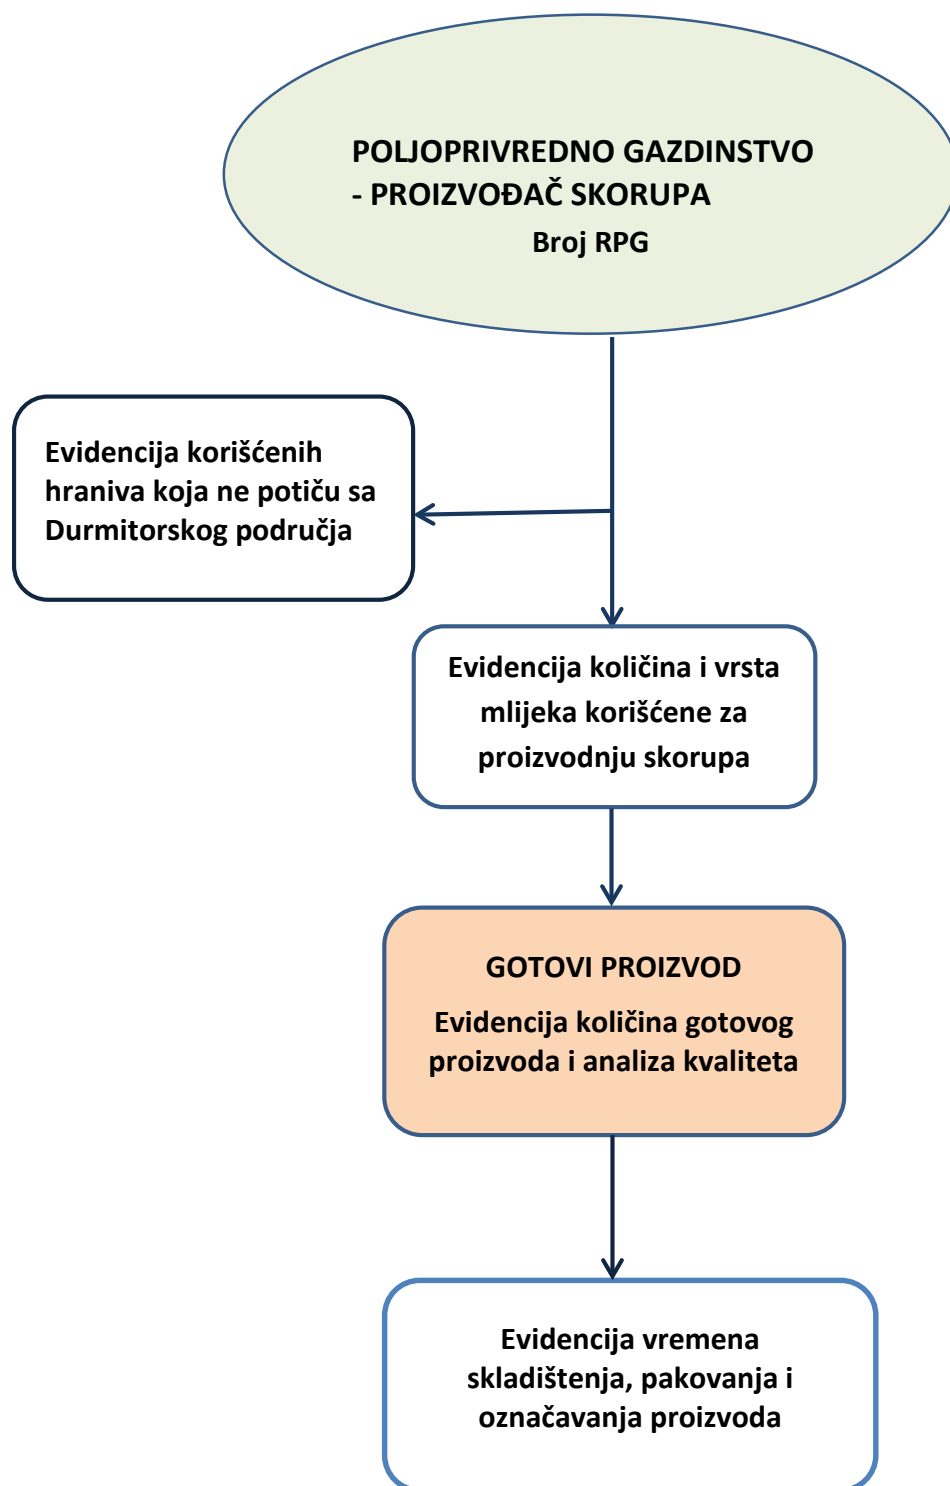 POLJOPRIVREDNO GAZDINSTVO
- PROIZVOĐAČ SKORUPA
Broj RPG
Evidencija korišćenih
hraniva koja ne potiču sa
Durmitorskog područja
Evidencija količina i vrsta
mlijeka korišćene za
proizvodnju skorupa
GOTOVI PROIZVOD
Evidencija količina gotovog
proizvoda i analiza kvaliteta
Evidencija vremena
skladištenja, pakovanja i
označavanja proizvoda